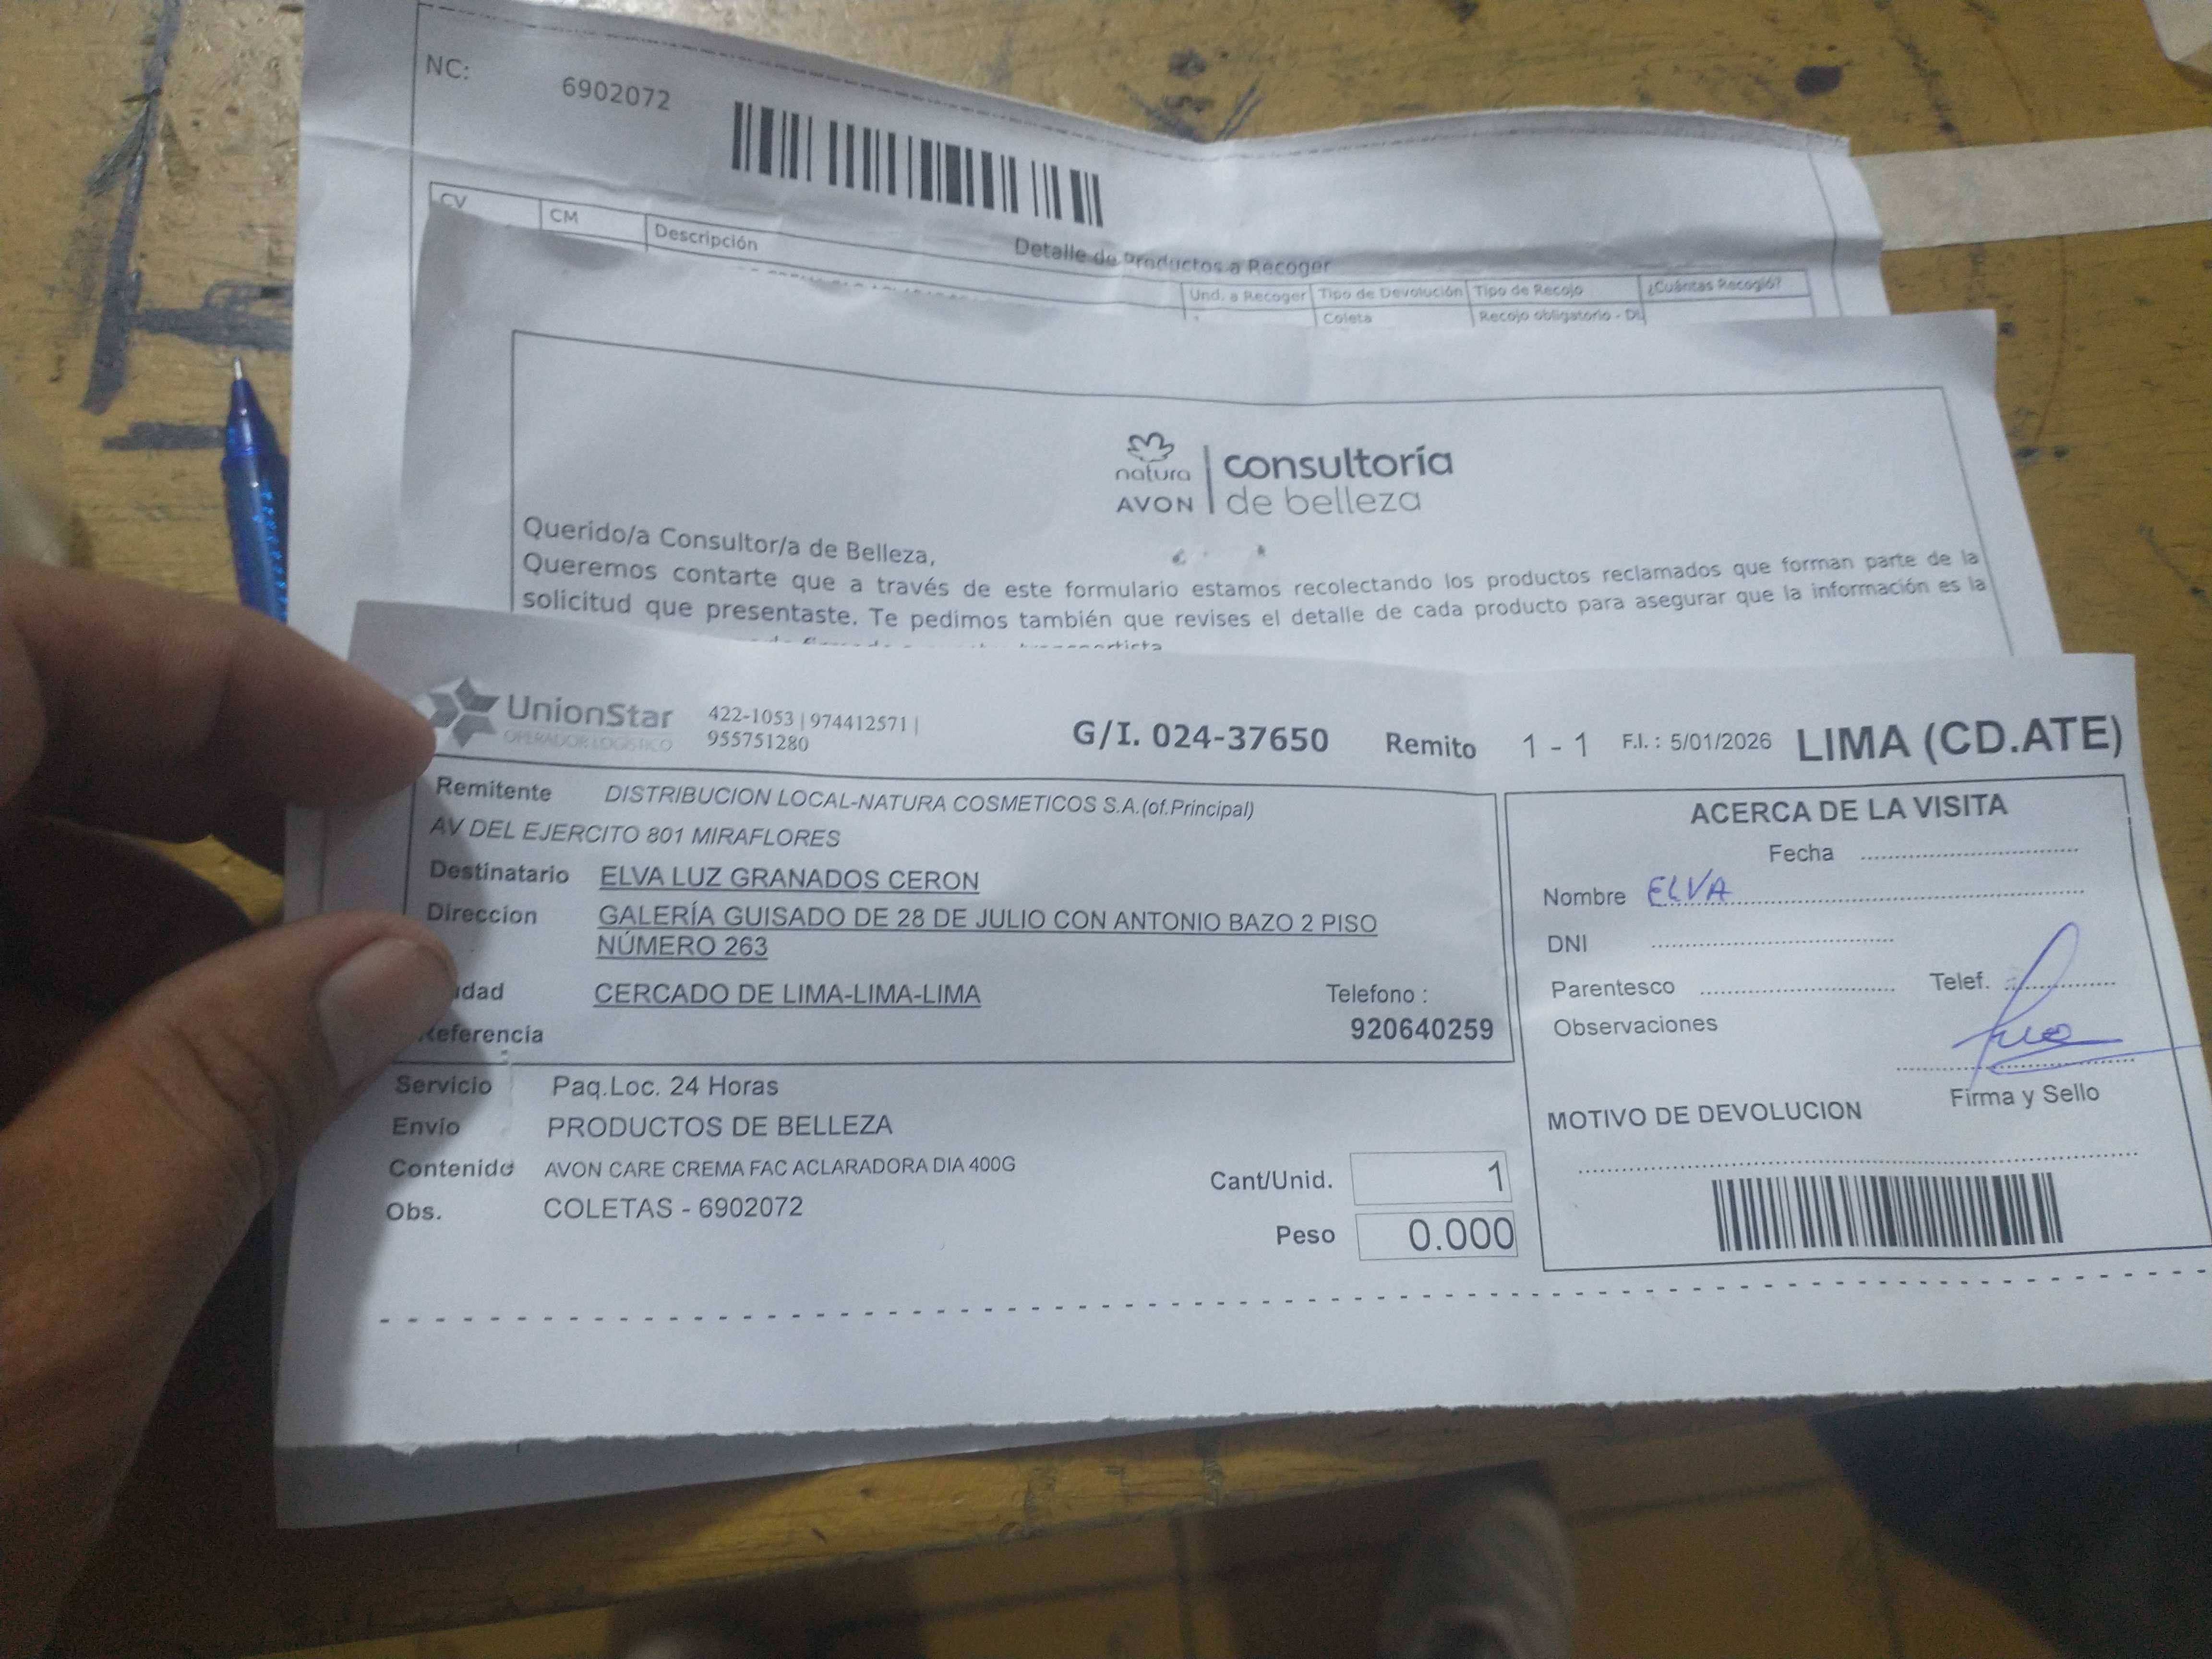 NC: 6902072
CV CM Descripción
Detalle de Productos a Recoger
Und. a Recoger Tipo de Devolución Tipo de Recojo ¿Cuántas Recogió?
Coleta Recojo obligatorio -
natura
AVON
consultoría
de belleza
Querido/a Consultor/a de Belleza,
Queremos contarte que a través de este formulario estamos recolectando los productos reclamados que forman parte de la
solicitud que presentaste. Te pedimos también que revises el detalle de cada producto para asegurar que la información es la
UnionStar
OPERADOR LOGÍSTICO
422-1053 | 974412571 |
955751280
G/I. 024-37650 Remito 1 - 1 F.I. : 5/01/2026 LIMA (CD.ATE)
Remitente DISTRIBUCION LOCAL-NATURA COSMETICOS S.A.(of.Principal)
AV DEL EJERCITO 801 MIRAFLORES
Destinatario ELVA LUZ GRANADOS CERON
Direccion GALERÍA GUISADO DE 28 DE JULIO CON ANTONIO BAZO 2 PISO
NÚMERO 263
dad CERCADO DE LIMA-LIMA-LIMA Telefono :
920640259
Referencia
Servicio Paq.Loc. 24 Horas
Envio PRODUCTOS DE BELLEZA
Contenido AVON CARE CREMA FAC ACLARADORA DIA 400G
Obs. COLETAS - 6902072
Cant/Unid. 1
Peso 0.000
ACERCA DE LA VISITA
Fecha
Nombre ELVA
DNI
Parentesco Telef.
Observaciones
Firma y Sello
MOTIVO DE DEVOLUCION